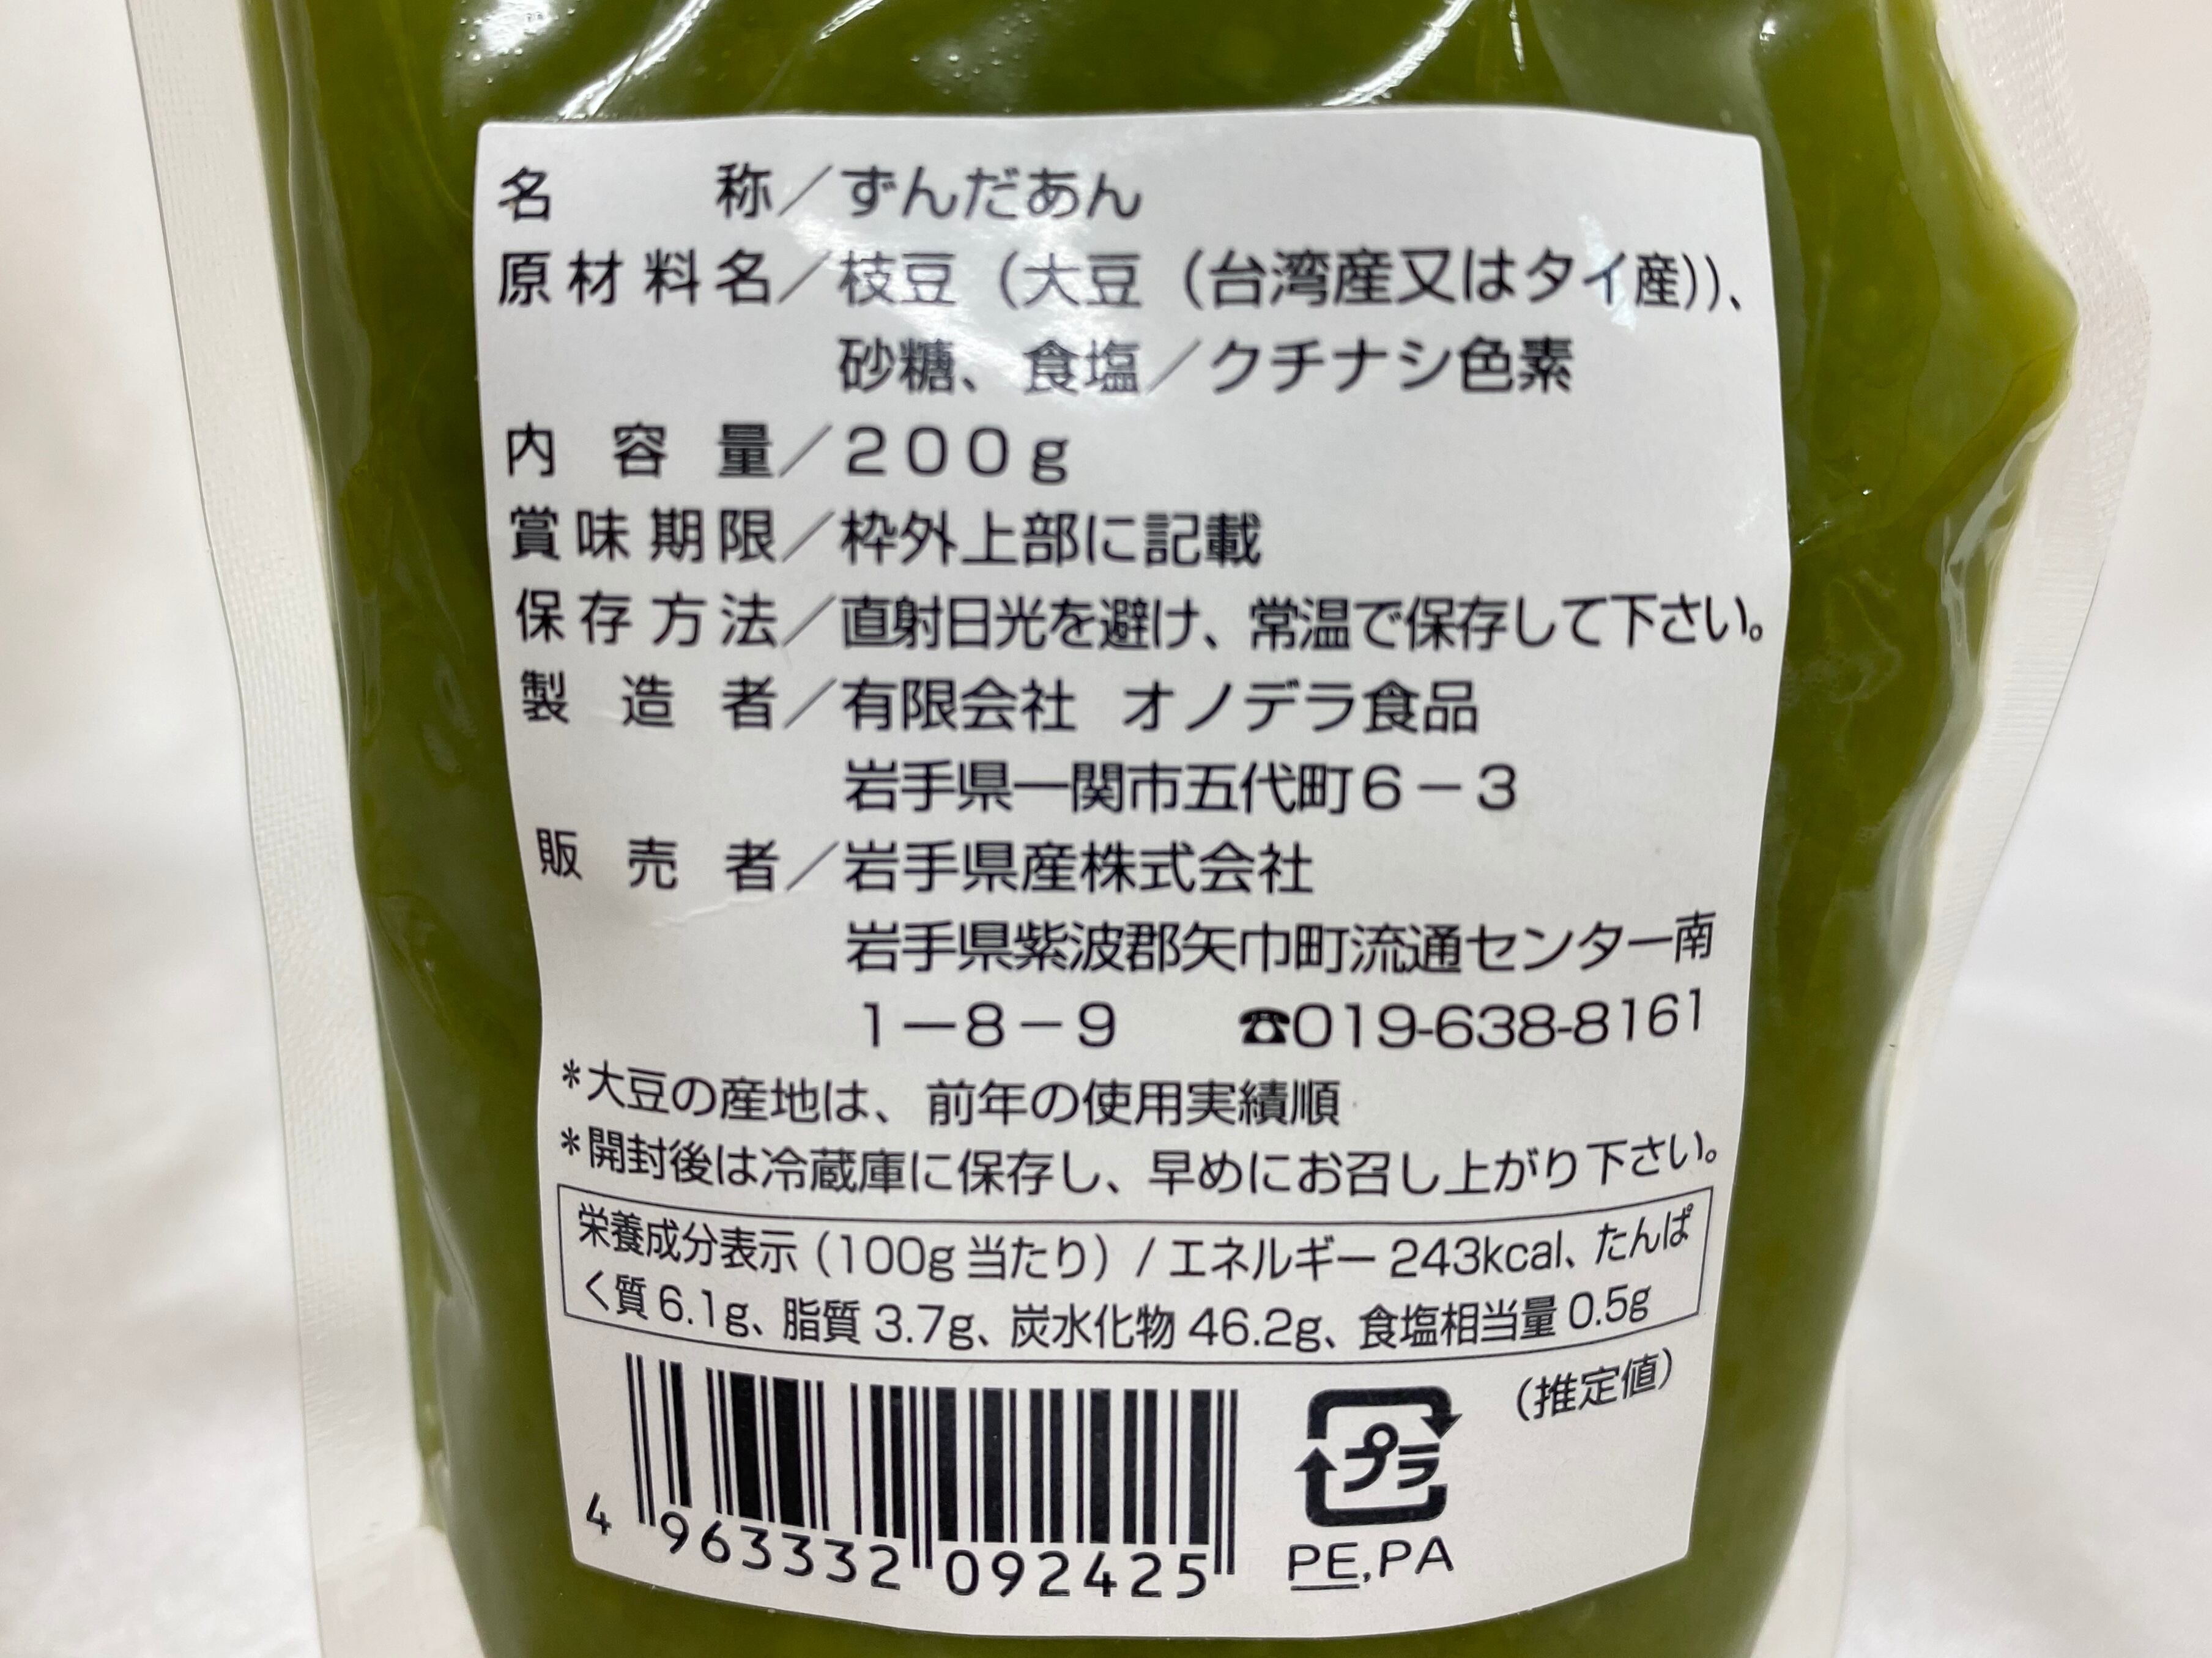 名称／ずんだあん
原材料名／枝豆（大豆（台湾産又はタイ産））、
砂糖、食塩／クチナシ色素
内容量／２００ｇ
賞味期限／枠外上部に記載
保存方法／直射日光を避け、常温で保存して下さい。
製造者／有限会社 オノデラ食品
岩手県一関市五代町６－３
販売者／岩手県産株式会社
岩手県紫波郡矢巾町流通センター南
１－８－９ ☎019-638-8161
＊大豆の産地は、前年の使用実績順
＊開封後は冷蔵庫に保存し、早めにお召し上がり下さい。
栄養成分表示（100g当たり）/エネルギー243kcal、たんぱ
く質6.1g、脂質3.7g、炭水化物46.2g、食塩相当量0.5g
（推定値）
プラ
PE,PA
4 963332 092425